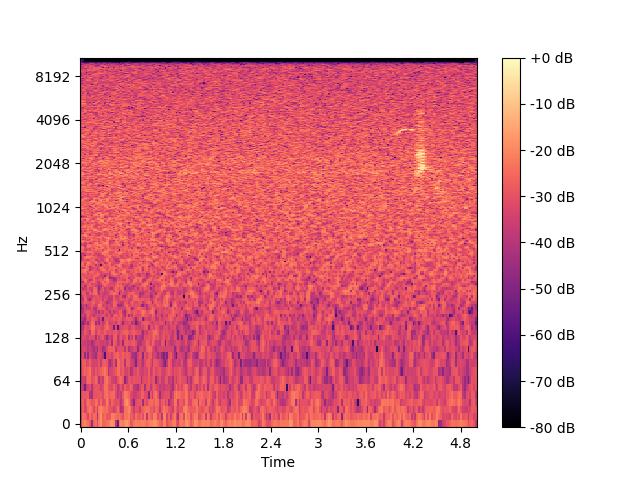 8192
4096
2048
1024
512
256
128
64
0
Hz
0 0.6 1.2 1.8 2.4 3 3.6 4.2 4.8
Time
+0 dB
-10 dB
-20 dB
-30 dB
-40 dB
-50 dB
-60 dB
-70 dB
-80 dB